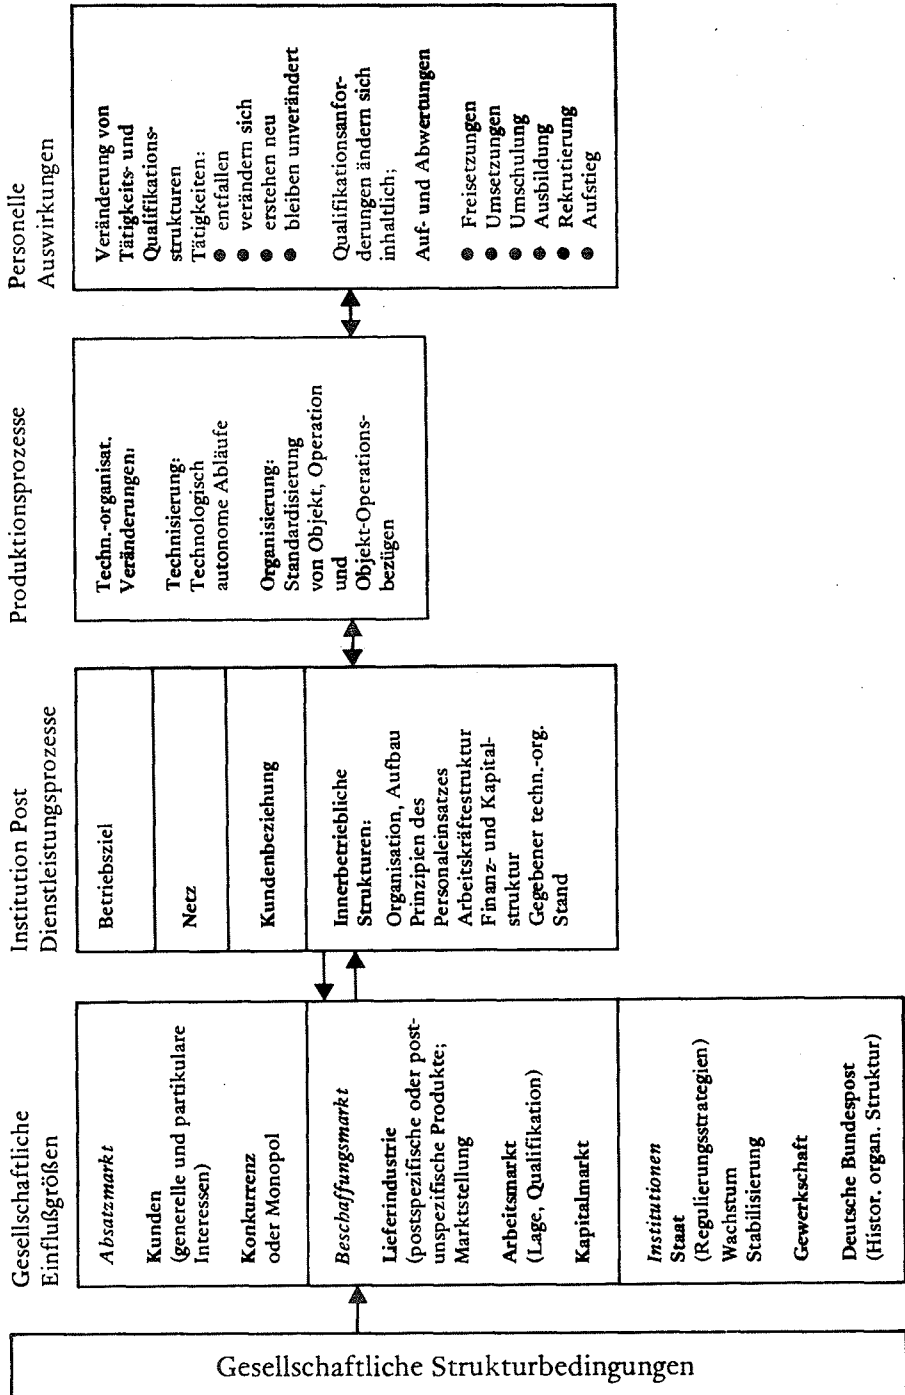 Gesellschaftliche Strukturbedingungen
Gesellschaftliche
Einflußgrößen
Absatzmarkt
Kunden
(generelle und partikulare
Interessen)
Konkurrenz
oder Monopol
Beschaffungsmarkt
Lieferindustrie
(postspezifische oder post-
unspezifische Produkte;
Marktstellung
Arbeitsmarkt
(Lage, Qualifikation)
Kapitalmarkt
Institutionen
Staat
(Regulierungsstrategien)
Wachstum
Stabilisierung
Gewerkschaft
Deutsche Bundespost
(Histor. organ. Struktur)
Institution Post
Dienstleistungsprozesse
Betriebsziel
Netz
Kundenbeziehung
Innerbetriebliche
Strukturen:
Organisation, Aufbau
Prinzipien des
Personaleinsatzes
Arbeitskräftestruktur
Finanz- und Kapital-
struktur
Gegebener techn.-org.
Stand
Produktionsprozesse
Techn.-organisat.
Veränderungen:
Technisierung:
Technologisch
autonome Abläufe
Organisierung:
Standardisierung
von Objekt, Operation
und
Objekt-Operations-
bezügen
Personelle
Auswirkungen
Veränderung von
Tätigkeits- und
Qualifikations-
strukturen
Tätigkeiten:
● entfallen
● verändern sich
● erstehen neu
● bleiben unverändert
Qualifikationsanfor-
derungen ändern sich
inhaltlich;
Auf- und Abwertungen
● Freisetzungen
● Umsetzungen
● Umschulung
● Ausbildung
● Rekrutierung
● Aufstieg